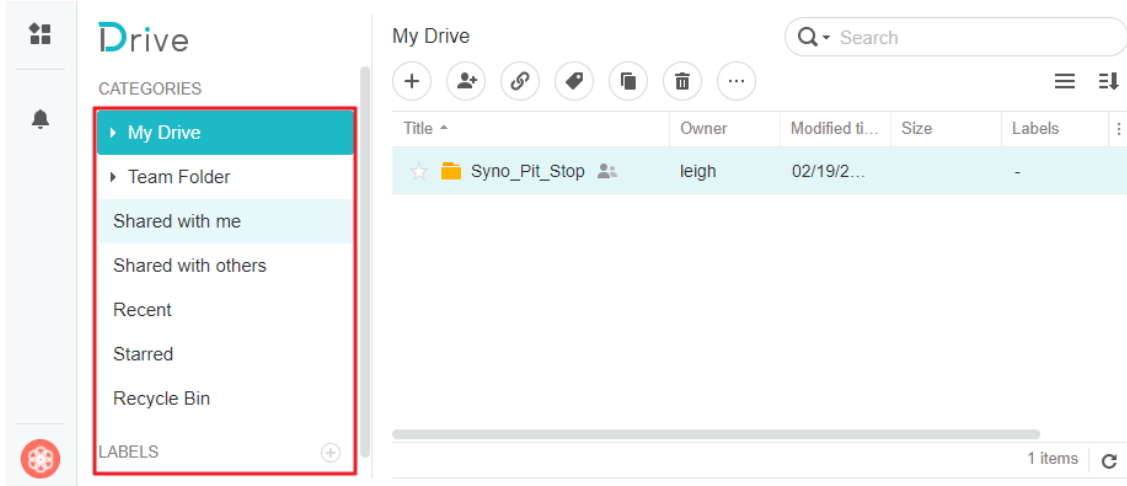 Drive
CATEGORIES
My Drive
Team Folder
Shared with me
Shared with others
Recent
Starred
Recycle Bin
LABELS
My Drive
Search
Title Owner Modified ti... Size Labels
Syno_Pit_Stop leigh 02/19/2... -
1 items